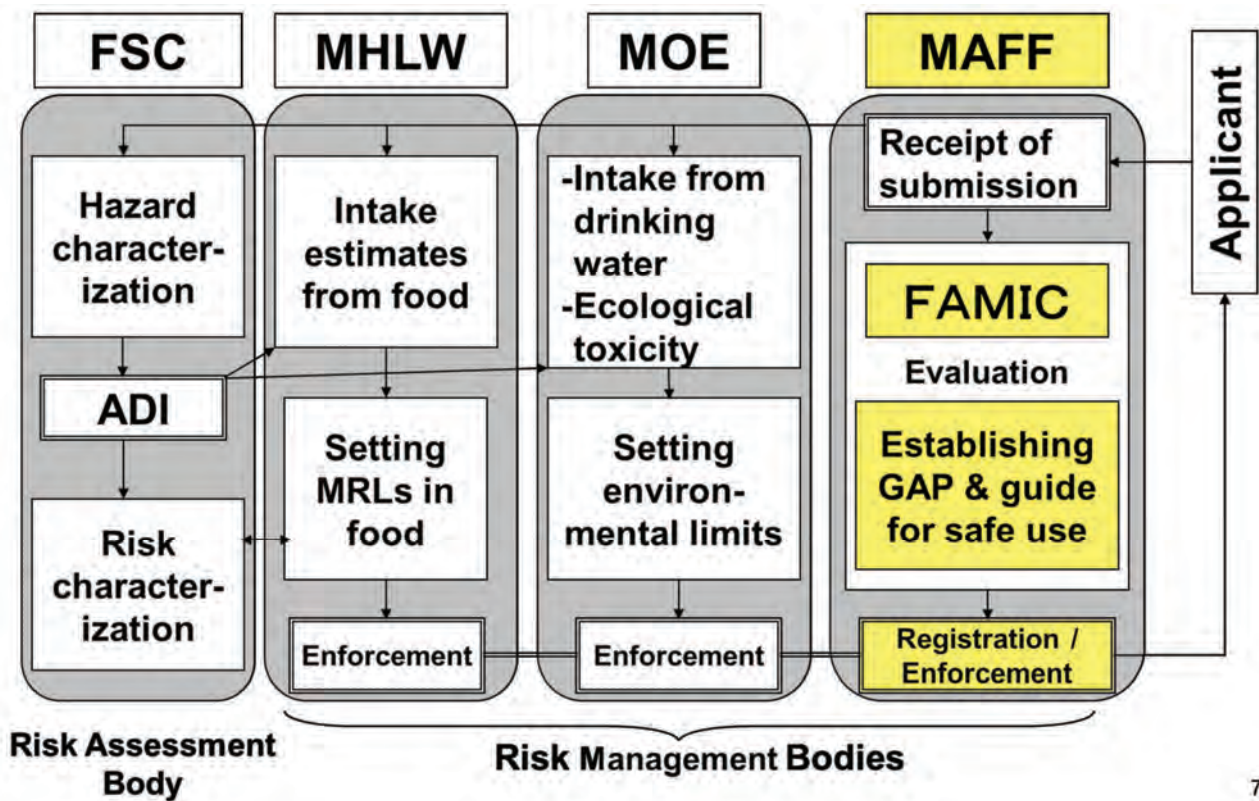 FSC
MHLW
MOE
MAFF
Applicant
Hazard
character-
ization
ADI
Risk
character-
ization
Intake
estimates
from food
Setting
MRLs in
food
Enforcement
-Intake from
drinking
water
-Ecological
toxicity
Setting
environ-
mental limits
Enforcement
Receipt of
submission
FAMIC
Evaluation
Establishing
GAP & guide
for safe use
Registration /
Enforcement
Risk Assessment
Body
Risk Management Bodies
7